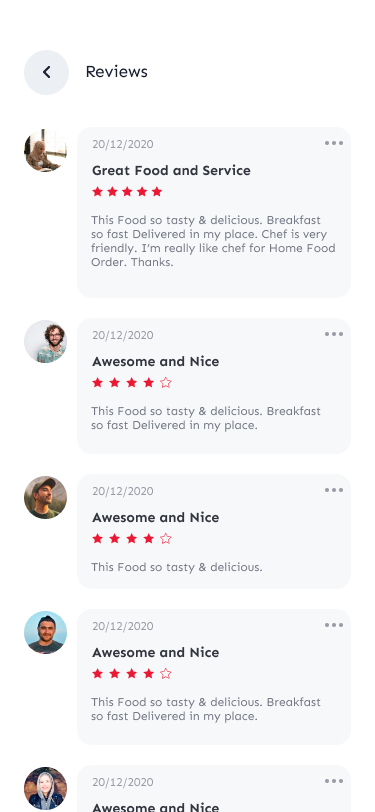 Reviews
20/12/2020
Great Food and Service
This Food so tasty & delicious. Breakfast
so fast Delivered in my place. Chef is very
friendly. I'm really like chef for Home Food
Order. Thanks.
20/12/2020
Awesome and Nice
This Food so tasty & delicious. Breakfast
so fast Delivered in my place.
20/12/2020
Awesome and Nice
This Food so tasty & delicious.
20/12/2020
Awesome and Nice
This Food so tasty & delicious. Breakfast
so fast Delivered in my place.
20/12/2020
Awesome and Nice